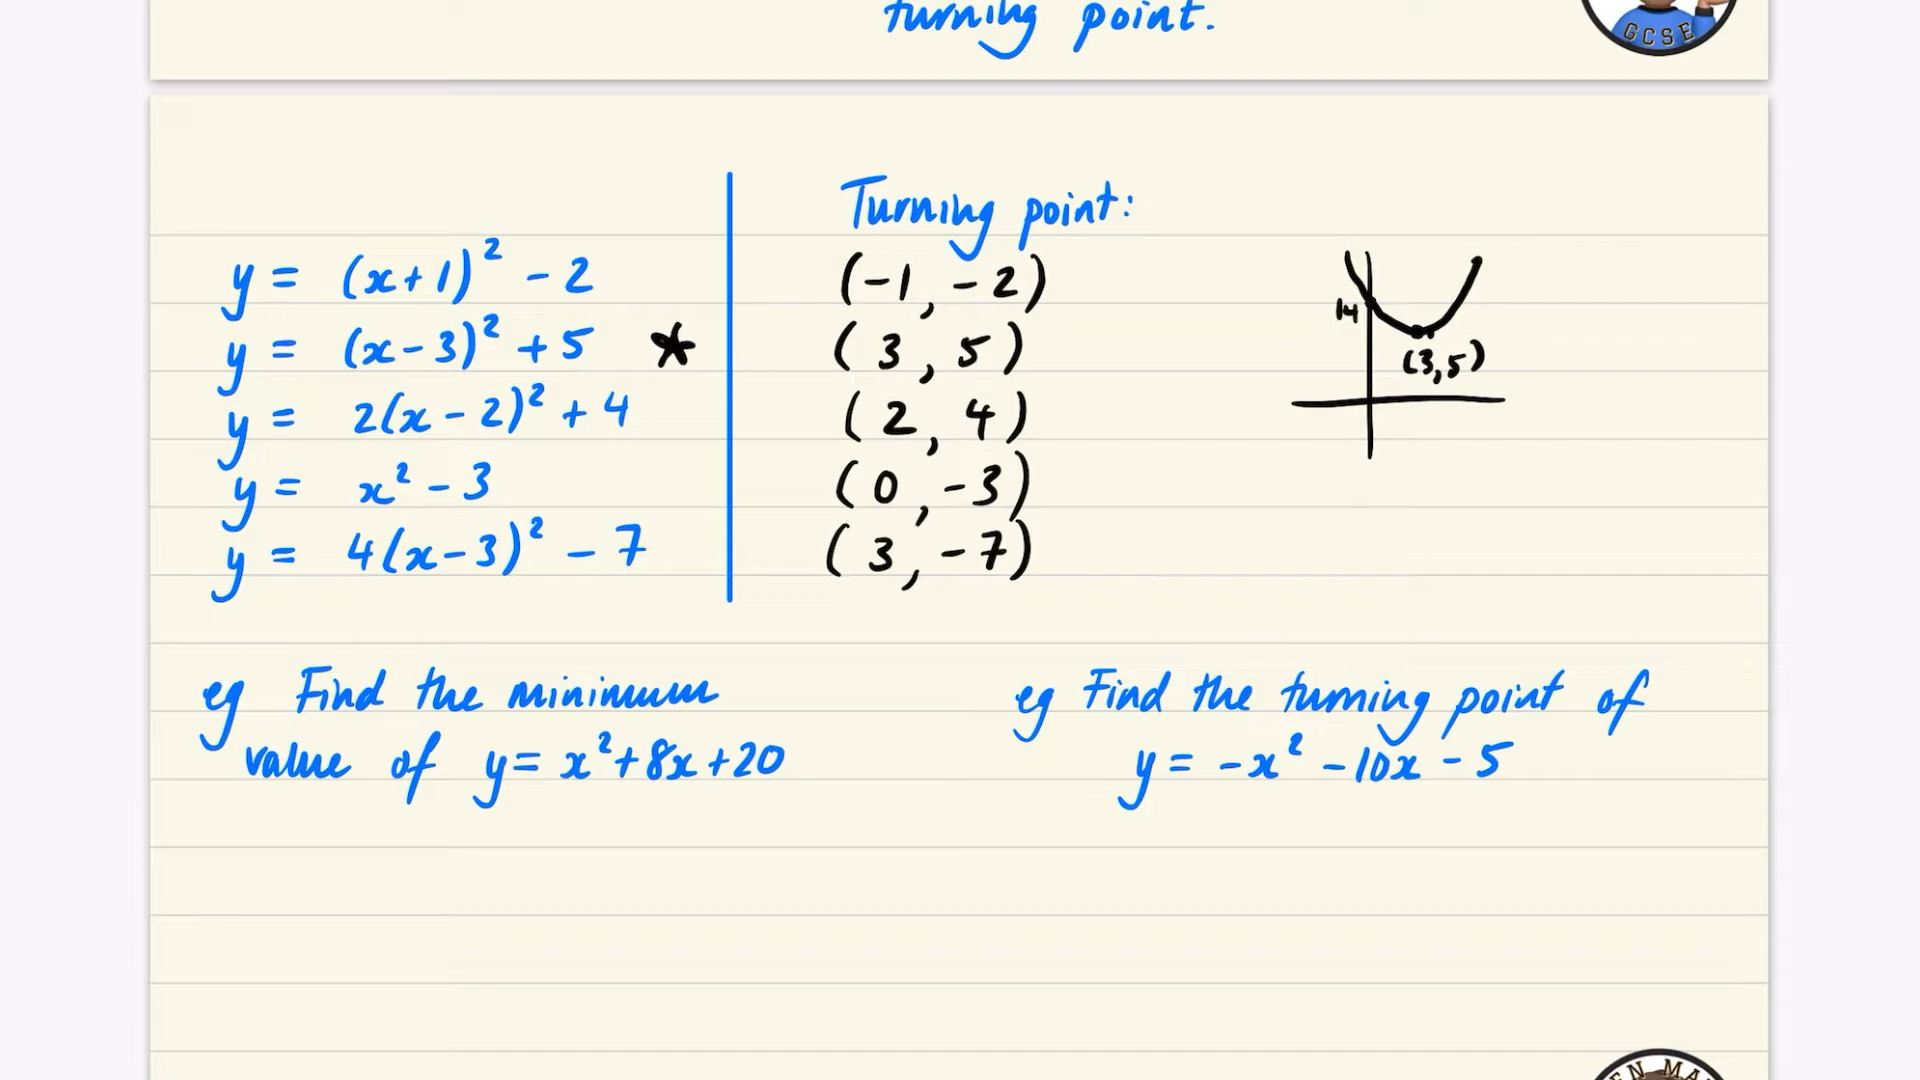 turning point.
GCSE
Turning point:
y = (x+1)² - 2
(-1, -2)
y = (x-3)² + 5 *
(3, 5)
y = 2(x-2)² + 4
(2, 4)
y = x² - 3
(0, -3)
y = 4(x-3)² - 7
(3, -7)
14
(3,5)
eg Find the minimum
value of y = x²+8x+20
eg Find the turning point of
y = -x² - 10x - 5